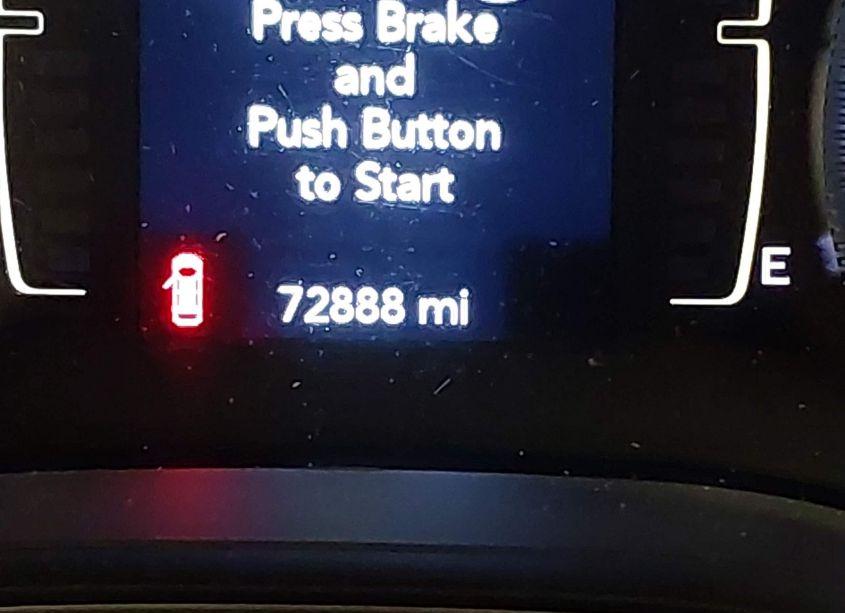 Press Brake
and
Push Button
to Start
E
72888 mi